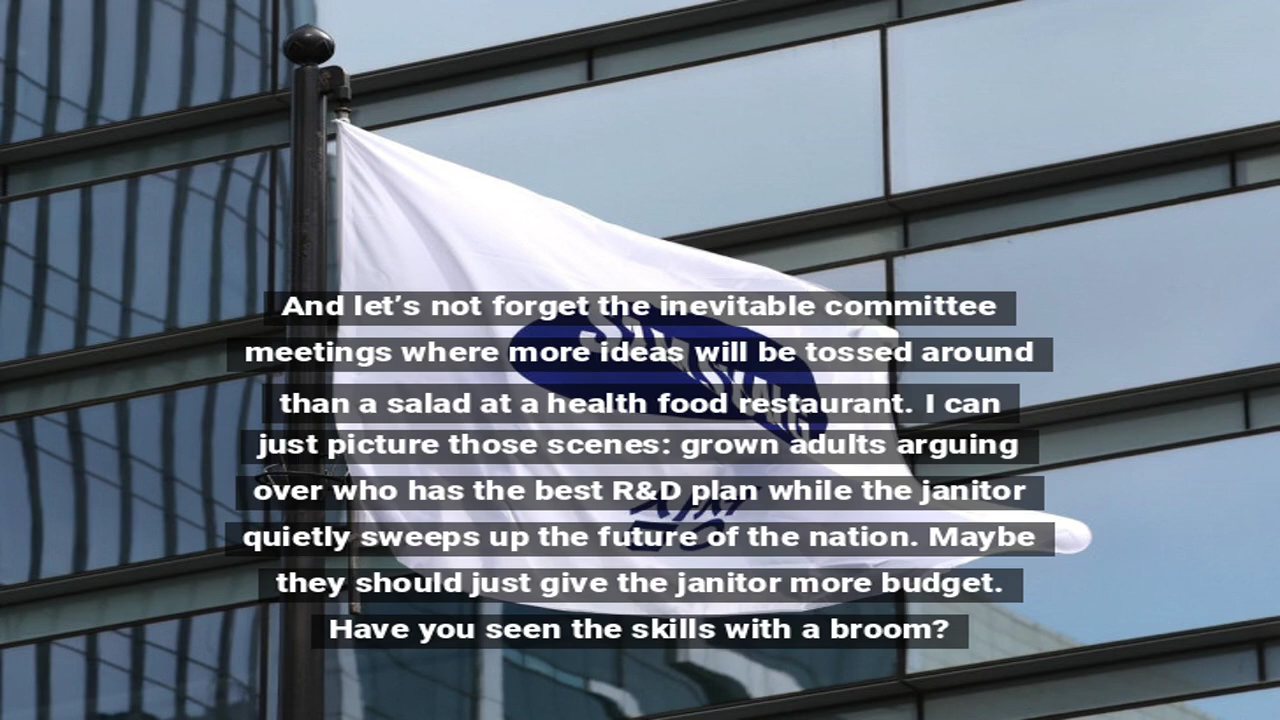 And let's not forget the inevitable committee
meetings where more ideas will be tossed around
than a salad at a health food restaurant. I can
just picture those scenes: grown adults arguing
over who has the best R&D plan while the janitor
quietly sweeps up the future of the nation. Maybe
they should just give the janitor more budget.
Have you seen the skills with a broom?
SAMSUNG